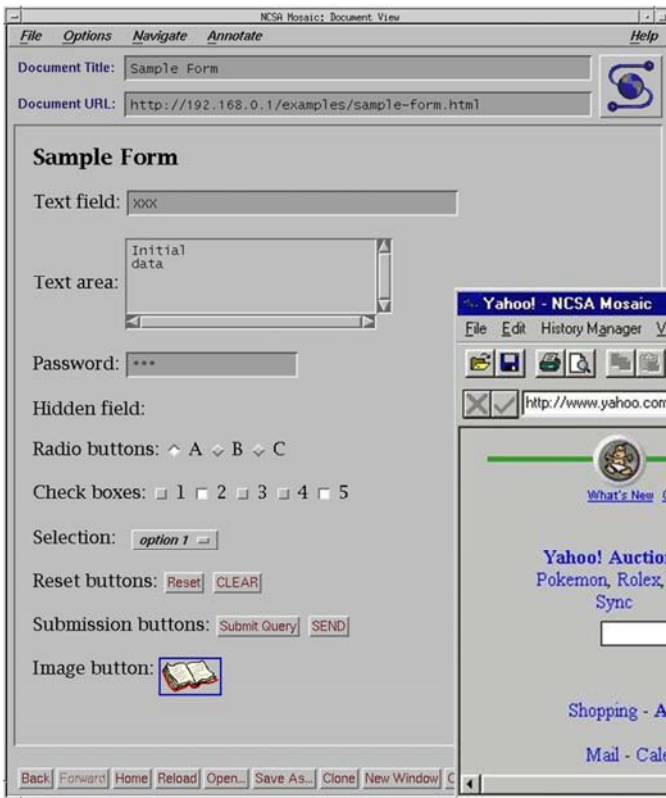 NCSA Mosaic: Document View
File Options Navigate Annotate Help
Document Title: Sample Form
Document URL: http://192.168.0.1/examples/sample-form.html
Sample Form
Text field: xxx
Text area: Initial
data
Password: ***
Hidden field:
Radio buttons: A B C
Check boxes: 1 2 3 4 5
Selection: option 1
Reset buttons: Reset CLEAR
Submission buttons: Submit Query SEND
Image button:
Back Forward Home Reload Open... Save As... Clone New Window C
Yahoo! - NCSA Mosaic
File Edit History Manager V
http://www.yahoo.com
What's New
Yahoo! Auction
Pokemon, Rolex,
Sync
Shopping - A
Mail - Cale